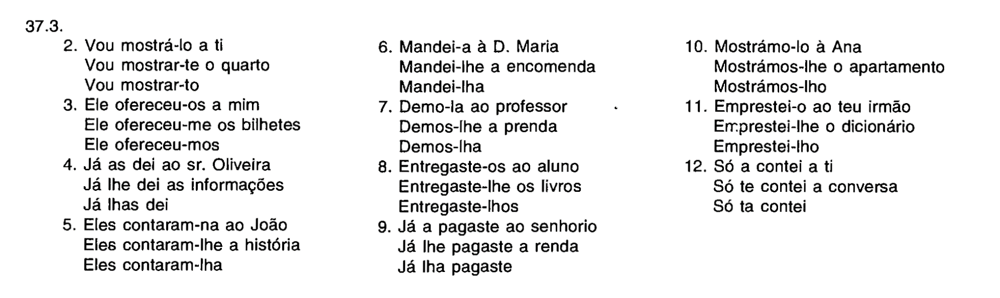 37.3.
2. Vou mostrá-lo a ti
Vou mostrar-te o quarto
Vou mostrar-to
3. Ele ofereceu-os a mim
Ele ofereceu-me os bilhetes
Ele ofereceu-mos
4. Já as dei ao sr. Oliveira
Já lhe dei as informações
Já lhas dei
5. Eles contaram-na ao João
Eles contaram-lhe a história
Eles contaram-lha
6. Mandei-a à D. Maria
Mandei-lhe a encomenda
Mandei-lha
7. Demo-la ao professor
Demos-lhe a prenda
Demos-lha
8. Entregaste-os ao aluno
Entregaste-lhe os livros
Entregaste-lhos
9. Já a pagaste ao senhorio
Já lhe pagaste a renda
Já lha pagaste
10. Mostrámo-lo à Ana
Mostrámos-lhe o apartamento
Mostrámos-lho
11. Emprestei-o ao teu irmão
Emprestei-lhe o dicionário
Emprestei-lho
12. Só a contei a ti
Só te contei a conversa
Só ta contei